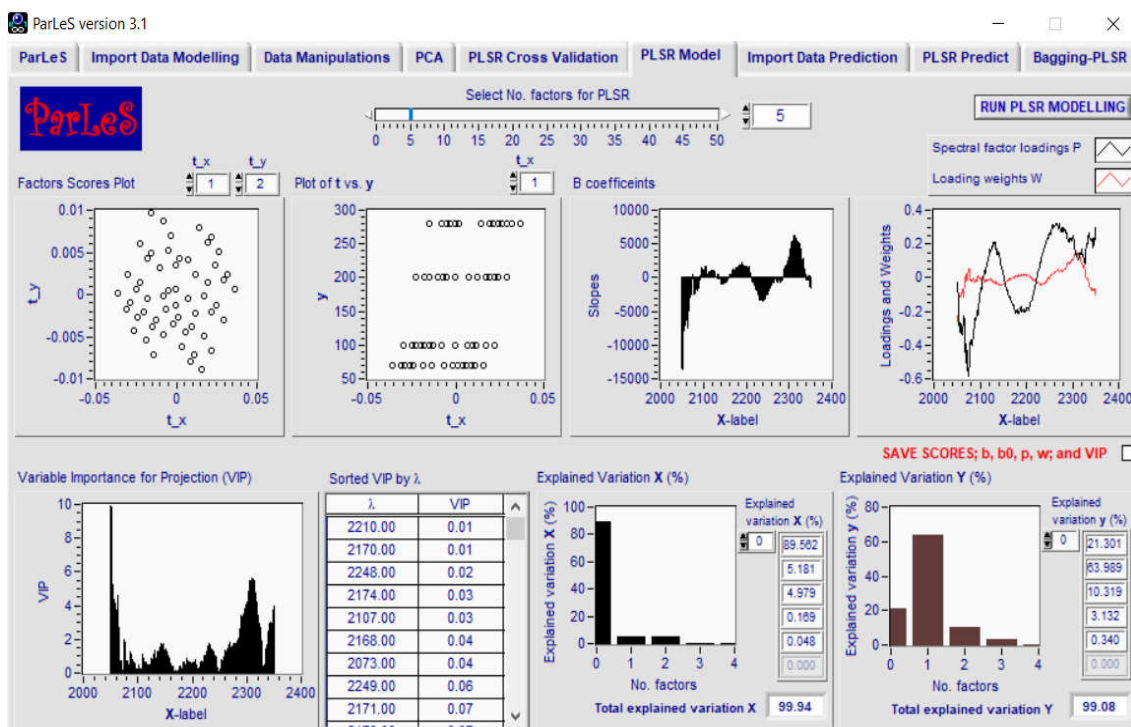 ParLeS version 3.1
ParLeS Import Data Modelling Data Manipulations PCA PLSR Cross Validation PLSR Model Import Data Prediction PLSR Predict Bagging-PLSR
ParLeS
Select No. factors for PLSR
0 5 10 15 20 25 30 35 40 45 50
5
RUN PLSR MODELLING
Spectral factor loadings P
Loading weights W
Factors Scores Plot
t_x t_y
1 2
t_y
0.01
0.005
0
-0.005
-0.01
-0.05 0 0.05
t_x
Plot of t vs. y
t_x
1
y
300
250
200
150
100
50
-0.05 0 0.05
t_x
B coefficeints
Slopes
10000
5000
0
-5000
-10000
-15000
2000 2100 2200 2300 2400
X-label
Loadings and Weights
0.4
0.2
0
-0.2
-0.4
-0.6
2000 2100 2200 2300 2400
X-label
SAVE SCORES; b, b0, p, w; and VIP
Variable Importance for Projection (VIP)
VIP
10
8
6
4
2
0
2000 2100 2200 2300 2400
X-label
Sorted VIP by λ
λ VIP
2210.00 0.01
2170.00 0.01
2248.00 0.02
2174.00 0.03
2107.00 0.03
2168.00 0.04
2073.00 0.04
2249.00 0.06
2171.00 0.07
Explained Variation X (%)
Explained variation X (%)
100
80
60
40
20
0
0 1 2 3 4
No. factors
Explained
variation X (%)
0
89.562
5.181
4.979
0.169
0.048
0.000
Total explained variation X 99.94
Explained Variation Y (%)
Explained variation y (%)
80
60
40
20
0
0 1 2 3 4
No. factors
Explained
variation y (%)
0
21.301
63.989
10.319
3.132
0.340
0.000
Total explained variation Y 99.08